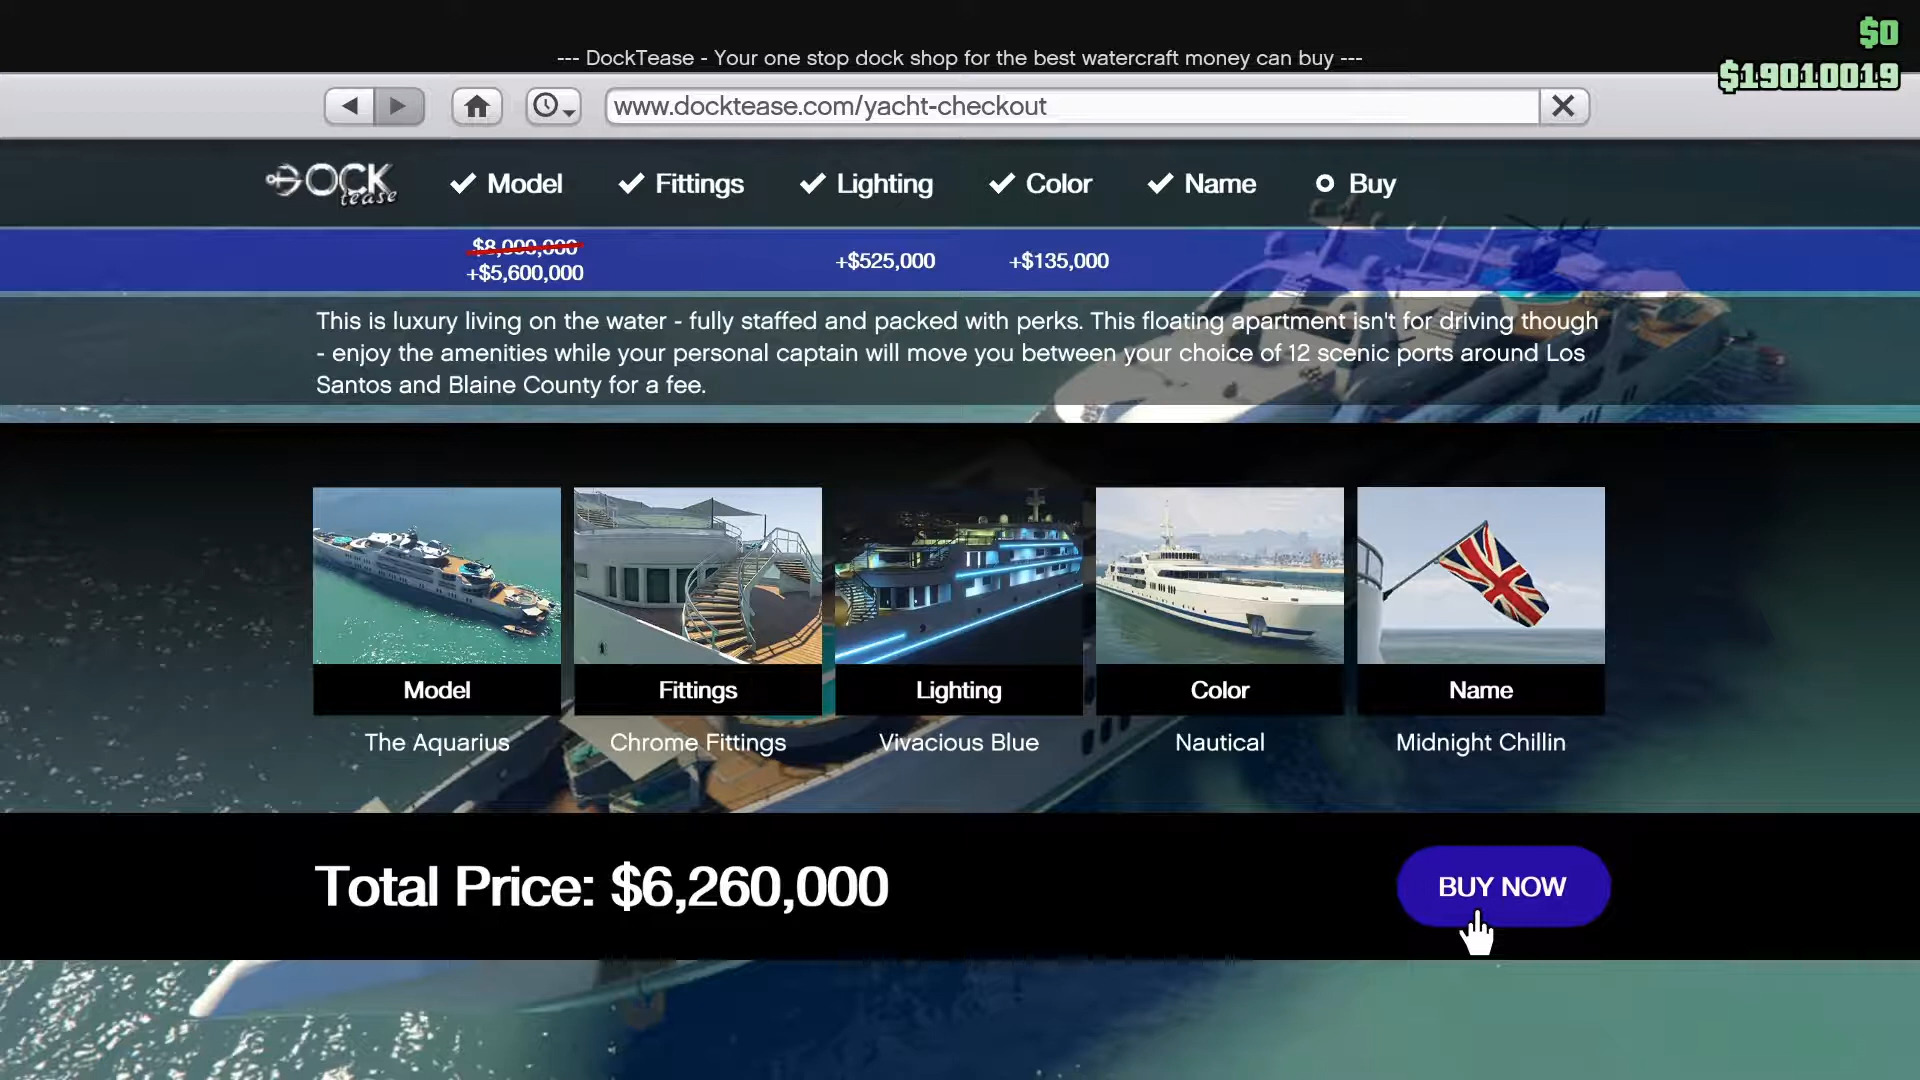 $0
--- DockTease - Your one stop dock shop for the best watercraft money can buy ---
$19010019
www.docktease.com/yacht-checkout
DOCK tease
Model
Fittings
Lighting
Color
Name
Buy
$8,000,000
+$5,600,000
+$525,000
+$135,000
This is luxury living on the water - fully staffed and packed with perks. This floating apartment isn't for driving though
- enjoy the amenities while your personal captain will move you between your choice of 12 scenic ports around Los
Santos and Blaine County for a fee.
Model
Fittings
Lighting
Color
Name
The Aquarius
Chrome Fittings
Vivacious Blue
Nautical
Midnight Chillin
Total Price: $6,260,000
BUY NOW